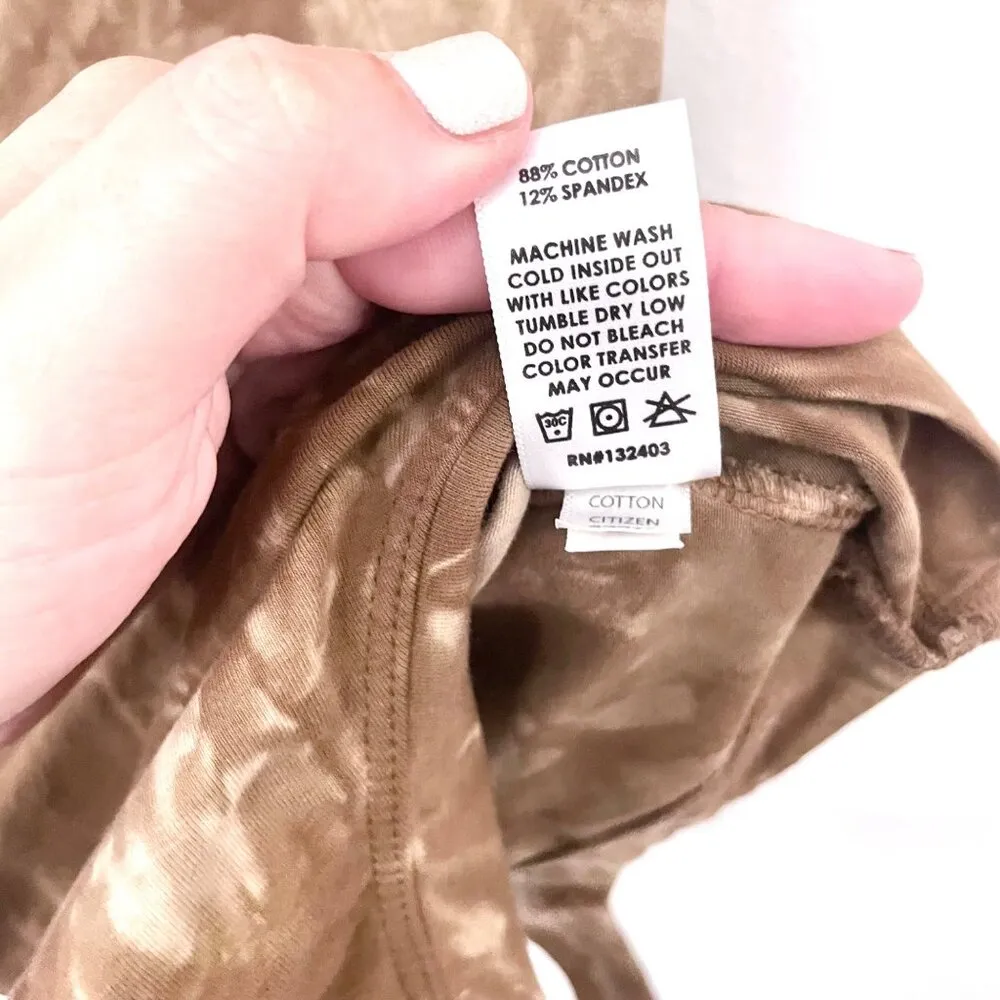 88% COTTON
12% SPANDEX
MACHINE WASH
COLD INSIDE OUT
WITH LIKE COLORS
TUMBLE DRY LOW
DO NOT BLEACH
COLOR TRANSFER
MAY OCCUR
30C
RN#132403
COTTON
CITIZEN